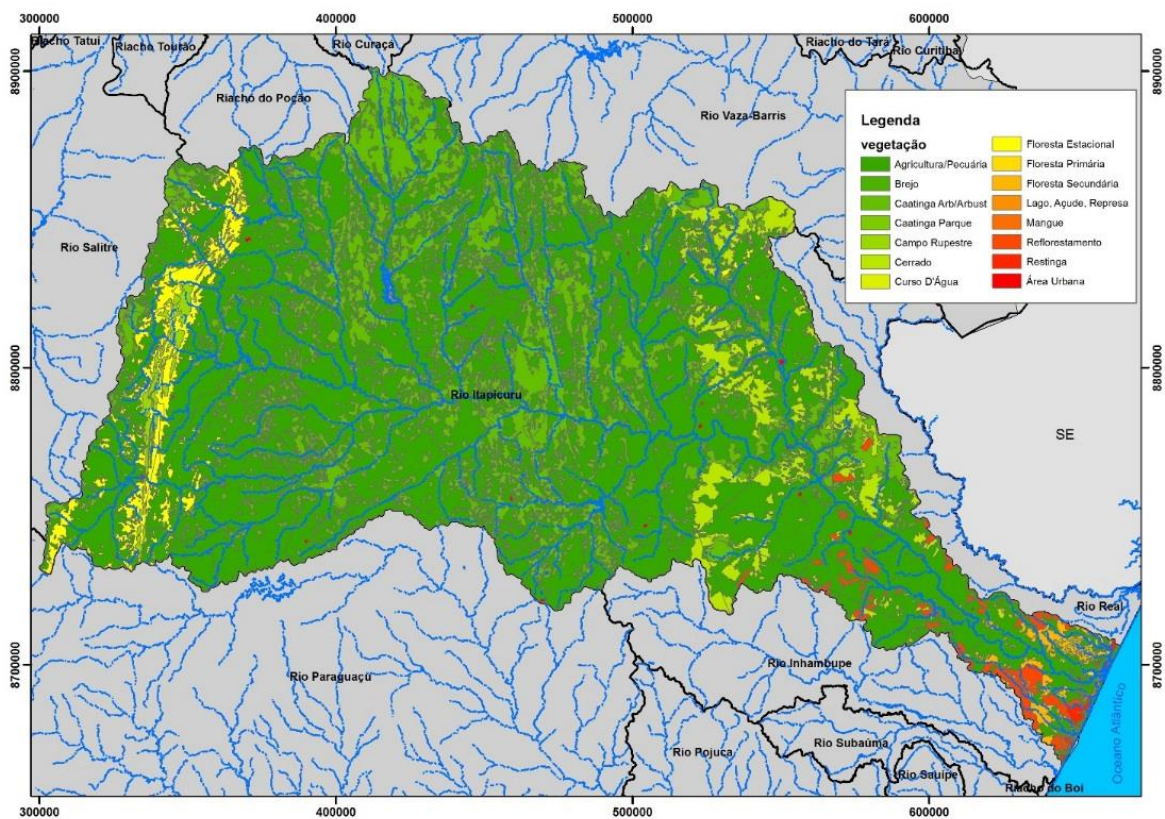 300000 400000 500000 600000
Riacho Tatuí
Riacho Tourão
Rio Curaçá
Riacho do Tará
Rio Curitiba
8900000
8900000
Riacho do Poção
Rio Vaza-Barris
Legenda
vegetação
Agricultura/Pecuária
Brejo
Caatinga Arb/Arbust
Caatinga Parque
Campo Rupestre
Cerrado
Curso D'Água
Floresta Estacional
Floresta Primária
Floresta Secundária
Lago, Açude, Represa
Mangue
Reflorestamento
Restinga
Área Urbana
Rio Salitre
8800000
8800000
Rio Itapicuru
SE
Rio Real
8700000
8700000
Rio Paraguaçu
Rio Inhambupe
Rio Pojuca
Rio Subaúma
Rio Sauípe
Riacho do Boi
Oceano Atlântico
300000 400000 500000 600000